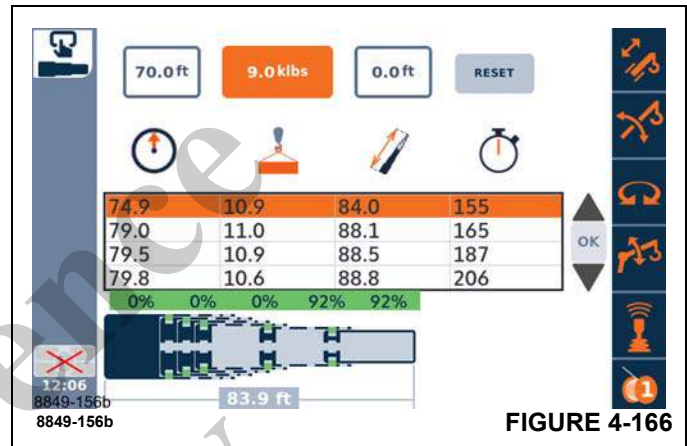 70.0 ft 9.0 klbs 0.0 ft RESET
74.9 10.9 84.0 155
79.0 11.0 88.1 165
79.5 10.9 88.5 187
79.8 10.6 88.8 206
OK
0% 0% 0% 92% 92%
12:06
83.9 ft
1
8849-156b
8849-156b
FIGURE 4-166